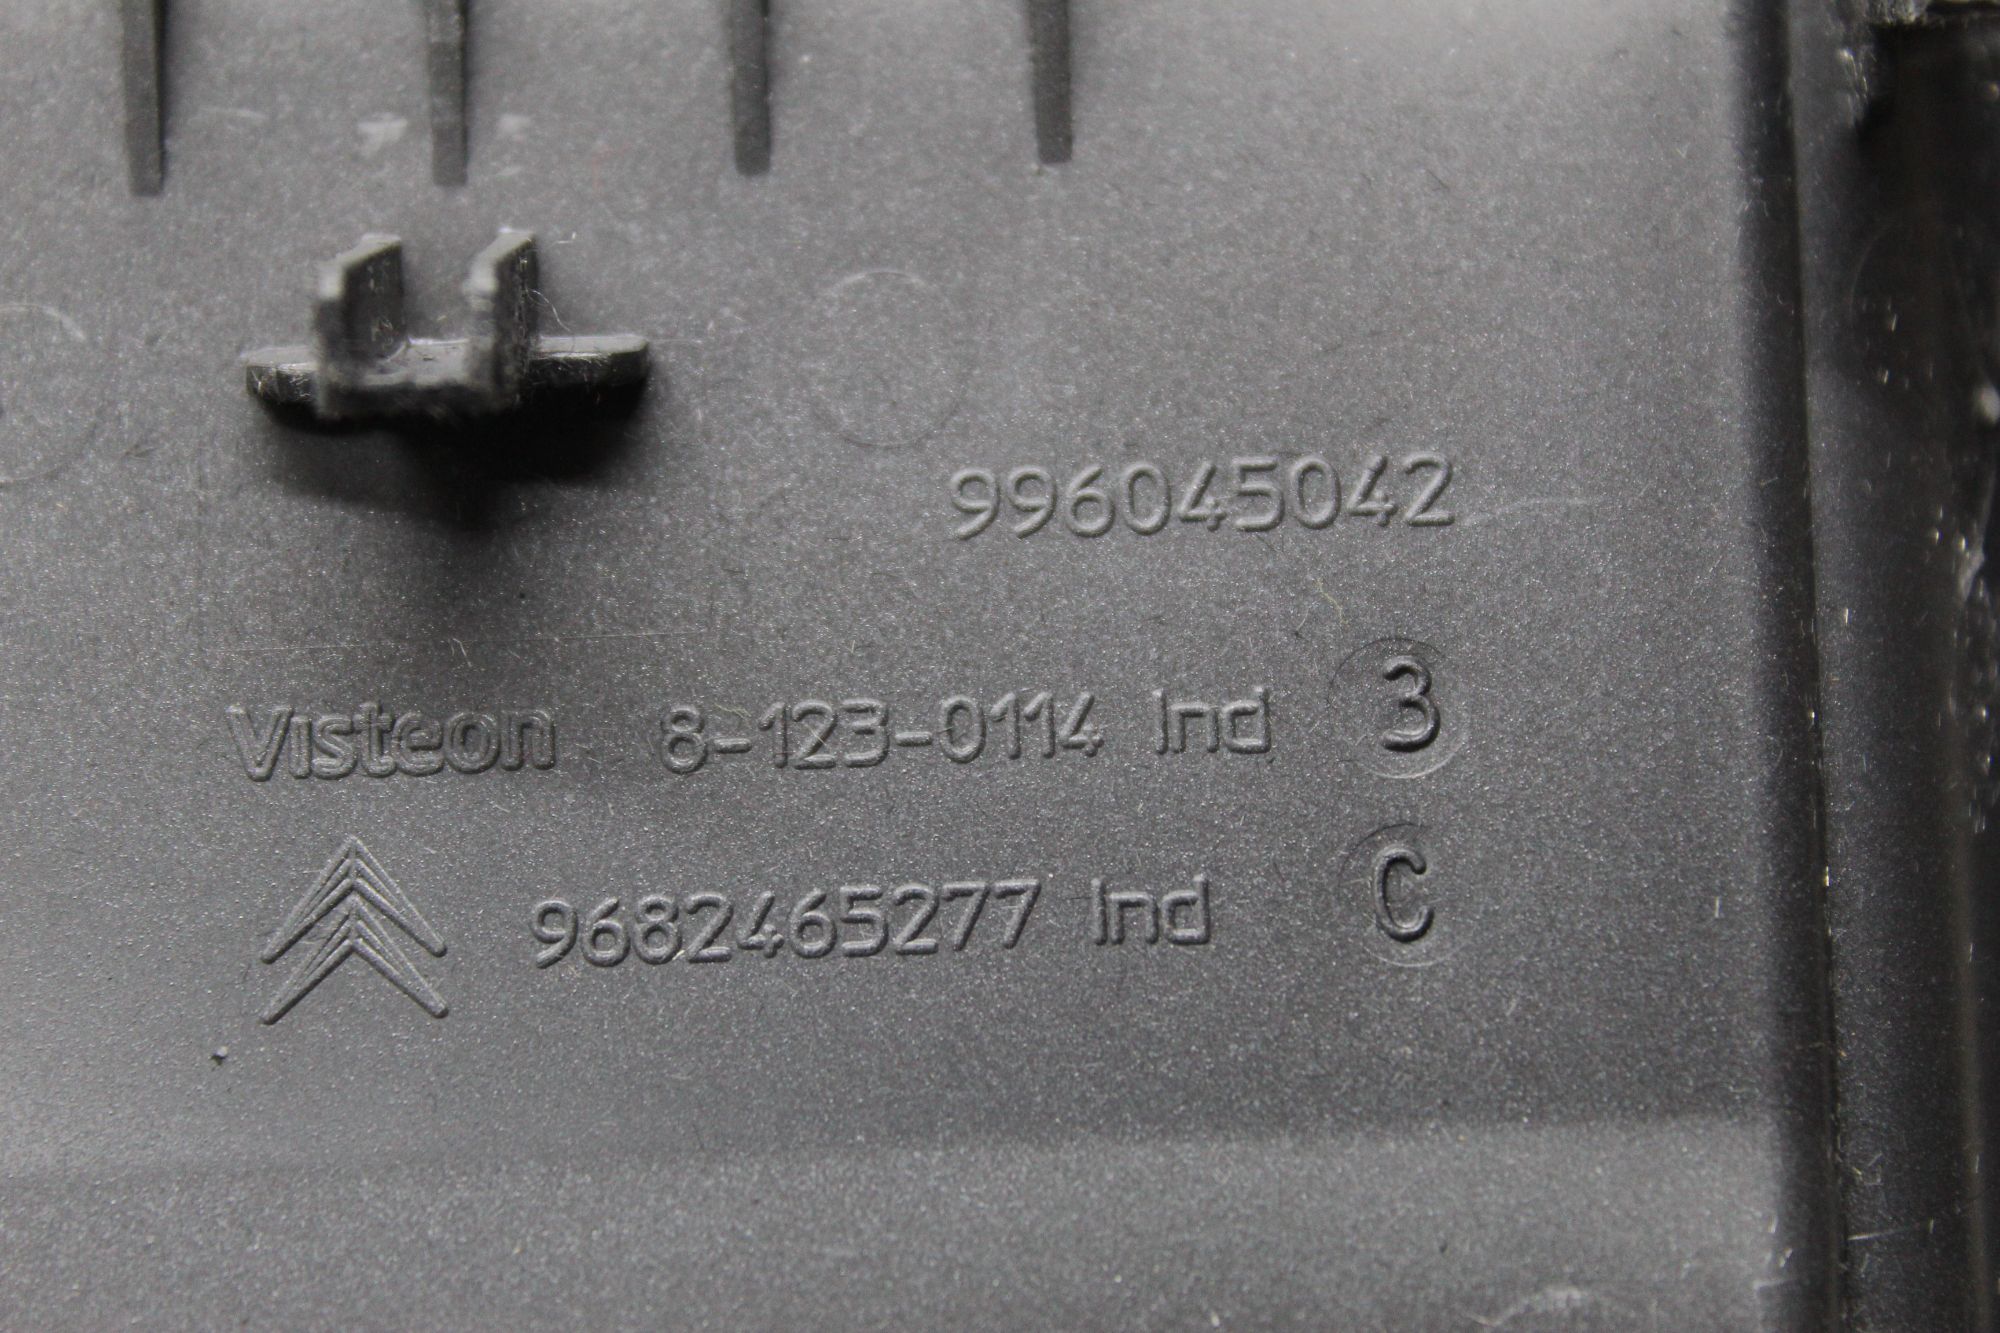 996045042
Visteon 8-123-0114 Ind 3
9682465277 Ind C